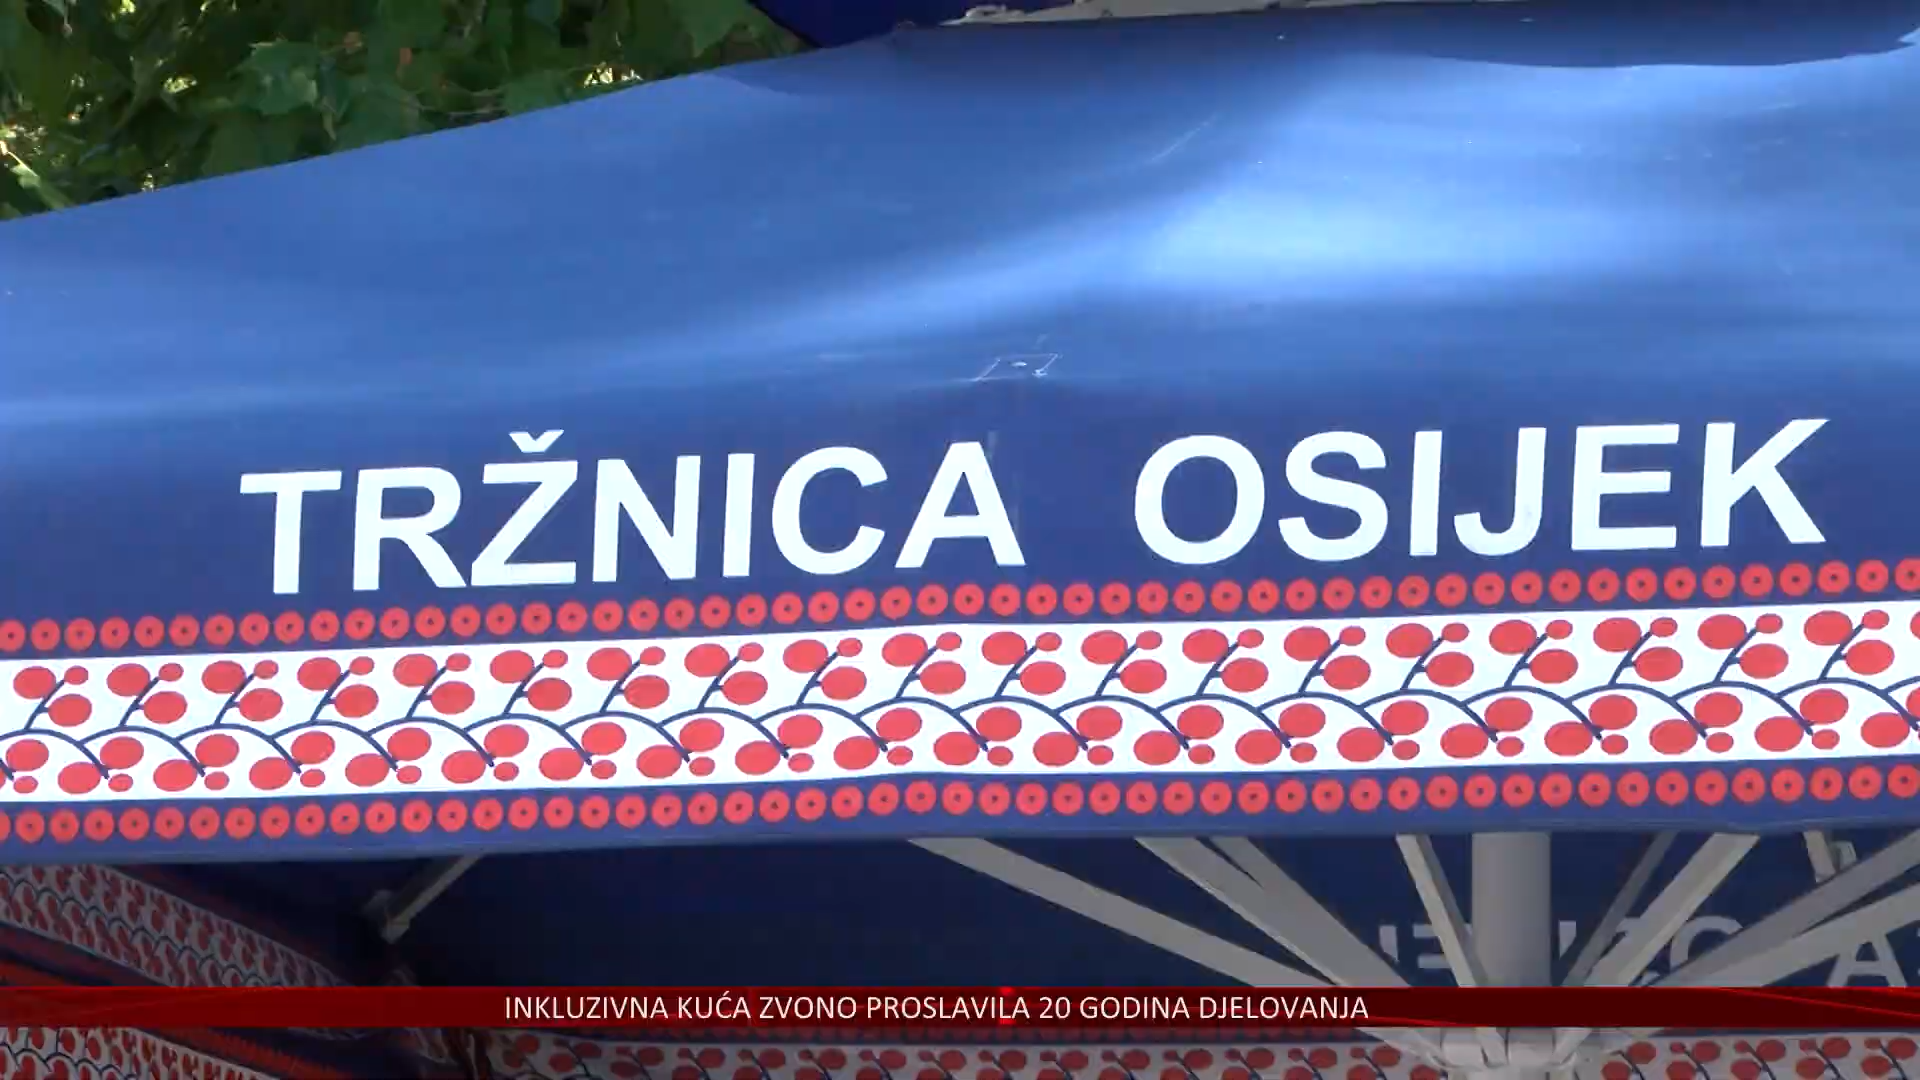 TRŽNICA OSIJEK
INKLUZIVNA KUĆA ZVONO PROSLAVILA 20 GODINA DJELOVANJA